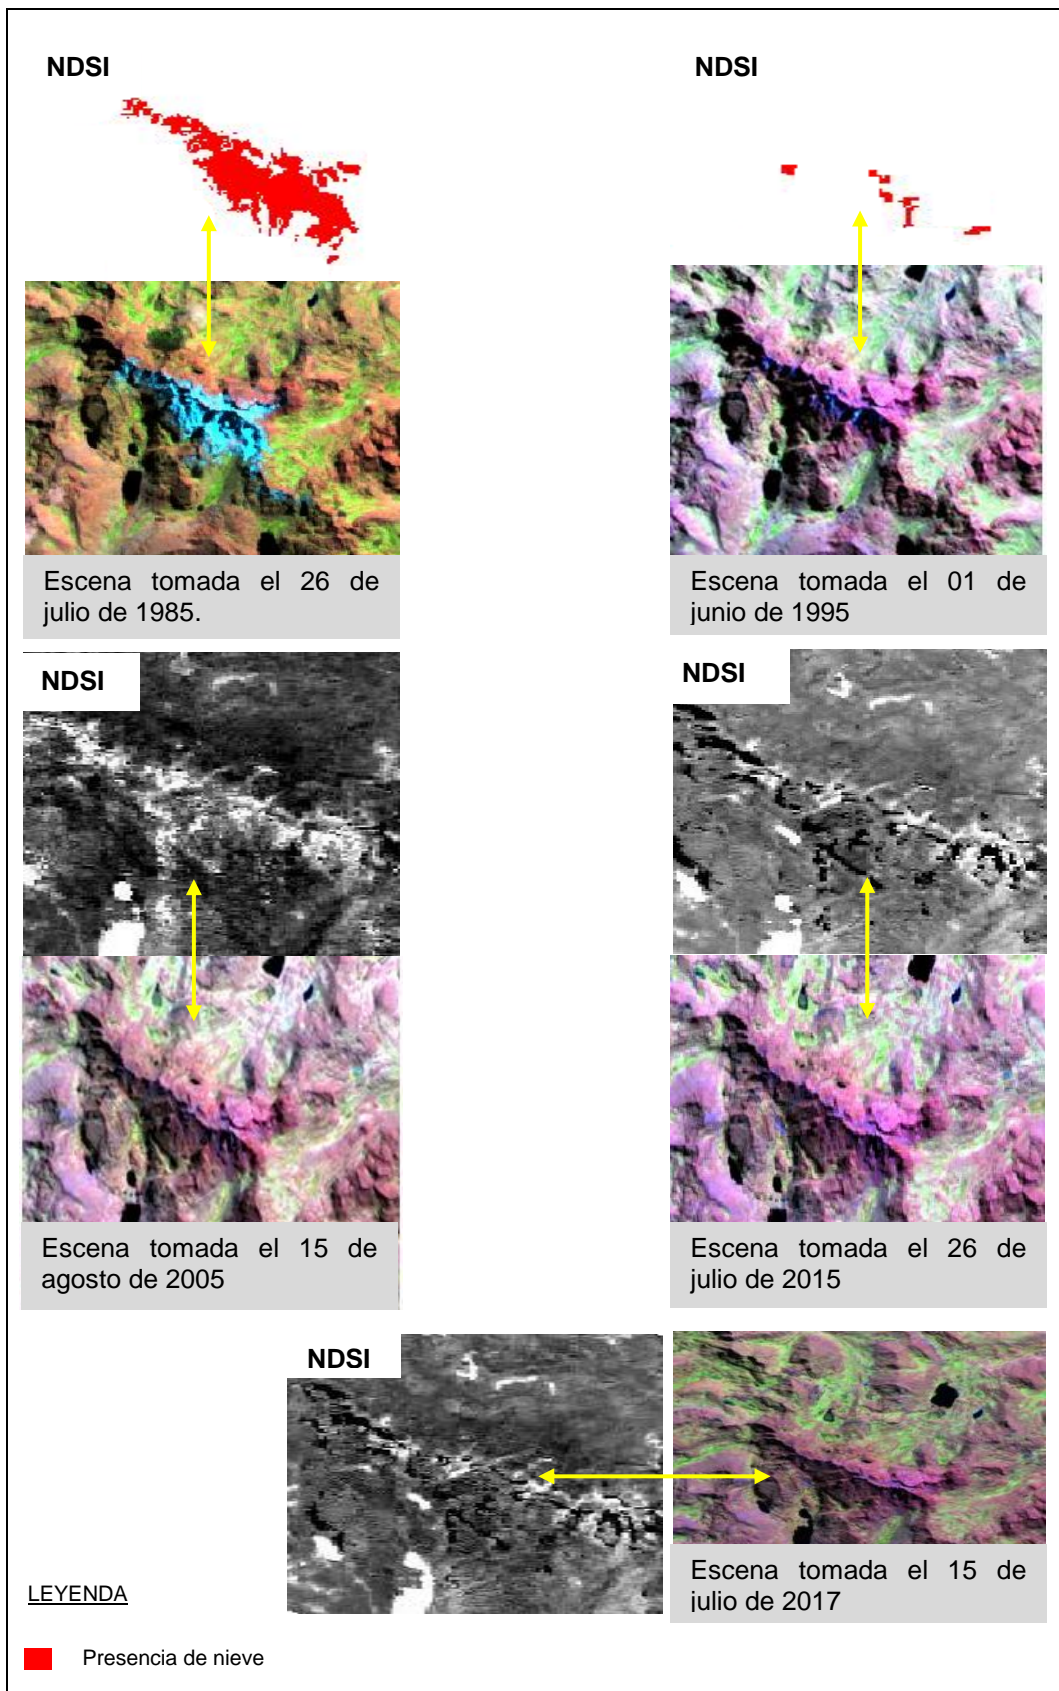 NDSI
NDSI
Escena tomada el 26 de
julio de 1985.
Escena tomada el 01 de
junio de 1995
NDSI
NDSI
Escena tomada el 15 de
agosto de 2005
Escena tomada el 26 de
julio de 2015
NDSI
Escena tomada el 15 de
julio de 2017
LEYENDA
Presencia de nieve